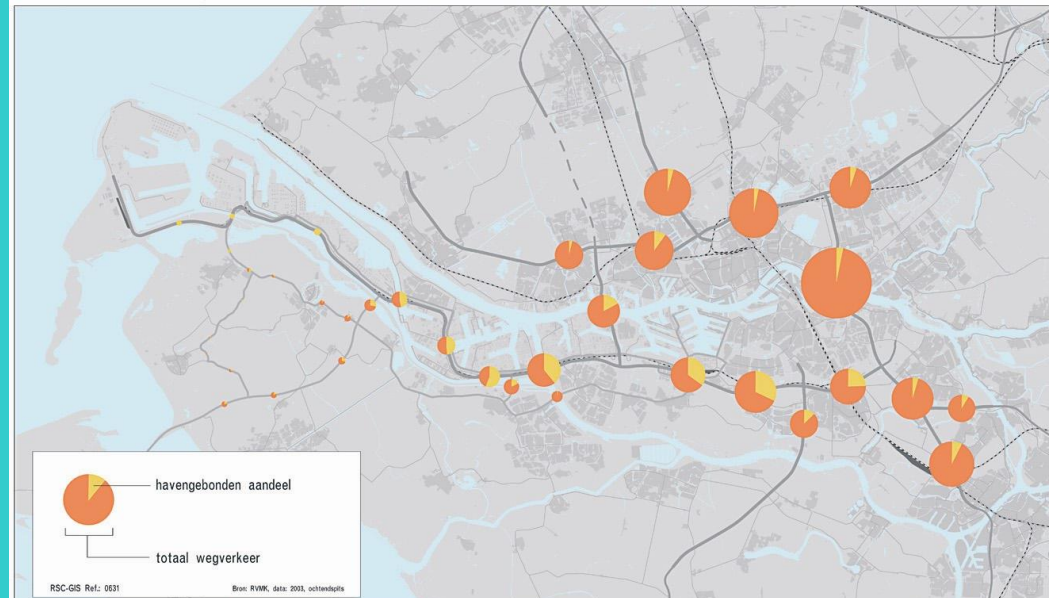 havengebonden aandeel
totaal wegverkeer
RSC-GIS Ref.: 0631
Bron: RVMK, data: 2003, ochtendspits